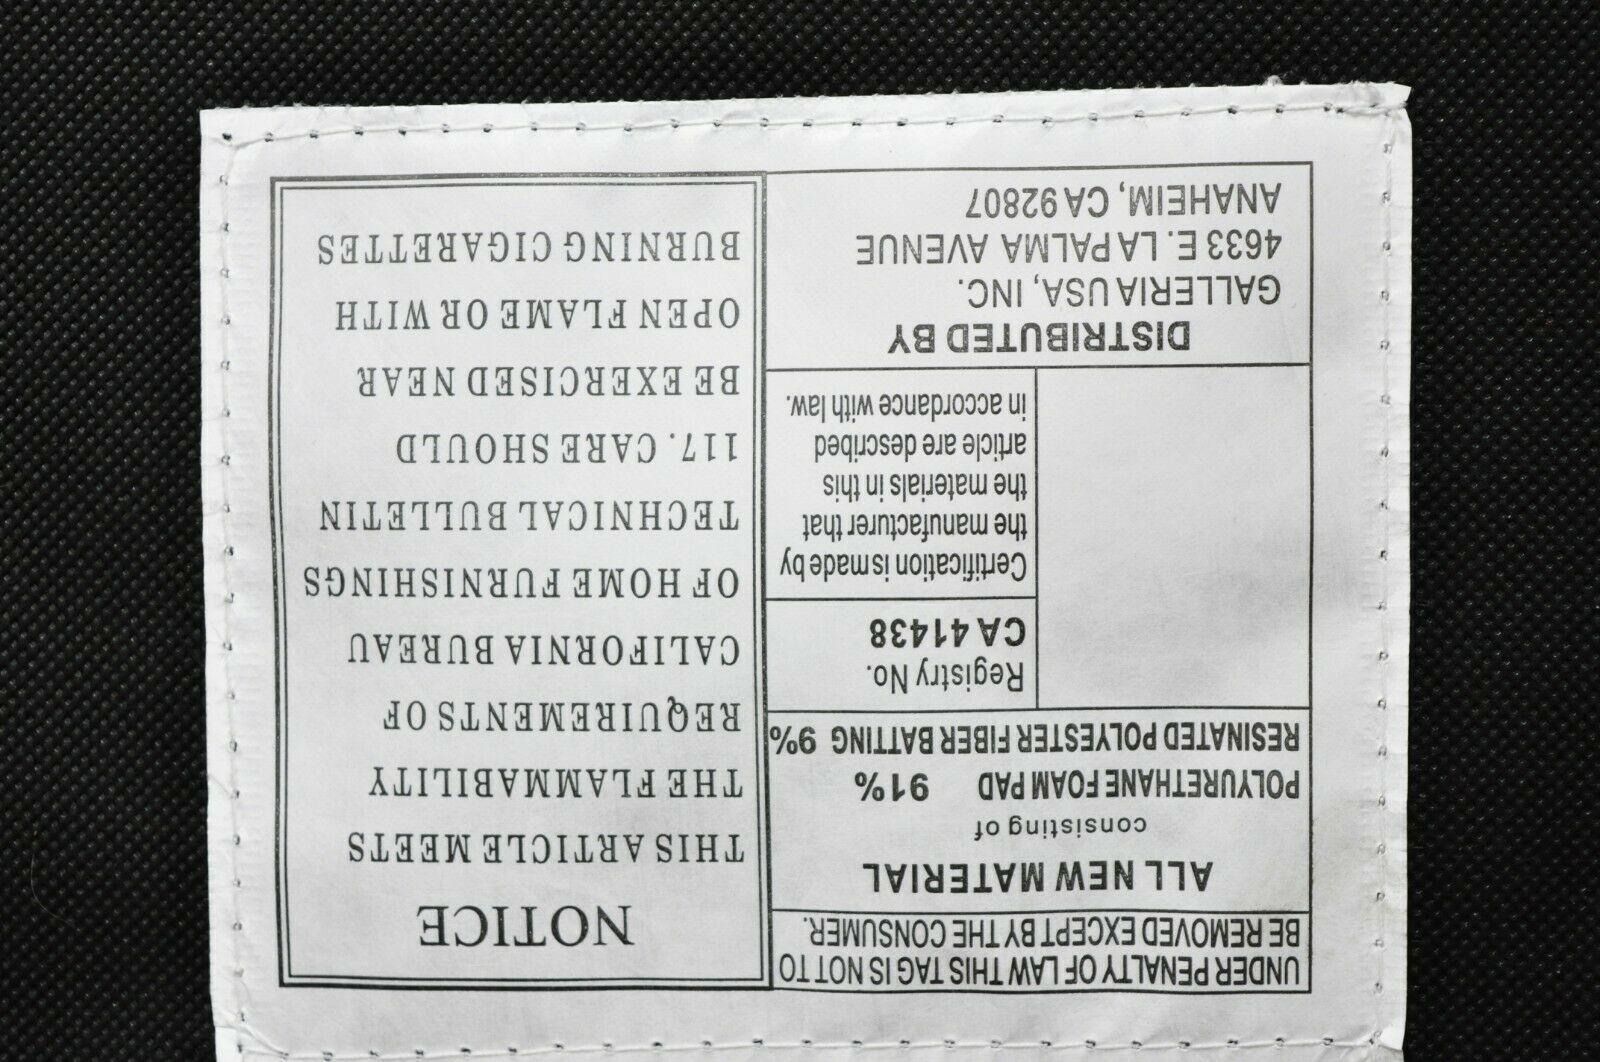 UNDER PENALTY OF LAW THIS TAG IS NOT TO
BE REMOVED EXCEPT BY THE CONSUMER.
ALL NEW MATERIAL
consisting of
POLYURETHANE FOAM PAD 91%
RESINATED POLYESTER FIBER BATTING 9%
Registry No.
CA 41438
Certification is made by
the manufacturer that
the materials in this
article are described
in accordance with law.
DISTRIBUTED BY
GALLERIA USA, INC.
4633 E. LA PALMA AVENUE
ANAHEIM, CA 92807
NOTICE
THIS ARTICLE MEETS
THE FLAMMABILITY
REQUIREMENTS OF
CALIFORNIA BUREAU
OF HOME FURNISHINGS
TECHNICAL BULLETIN
117. CARE SHOULD
BE EXERCISED NEAR
OPEN FLAME OR WITH
BURNING CIGARETTES